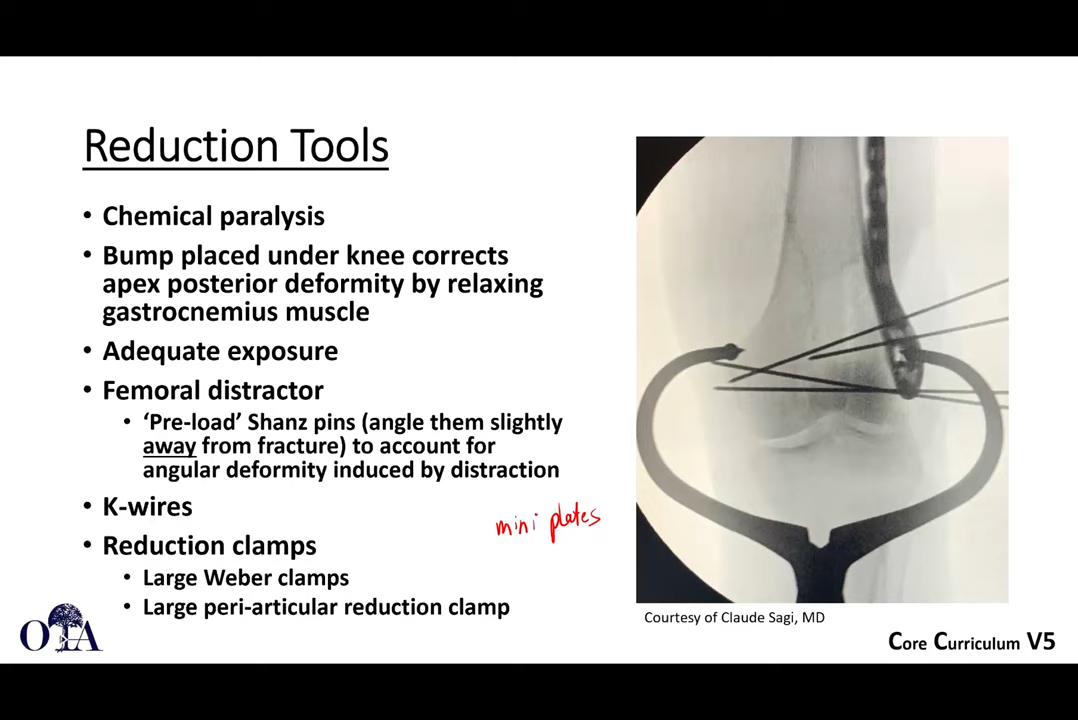 Reduction Tools
• Chemical paralysis
• Bump placed under knee corrects
apex posterior deformity by relaxing
gastrocnemius muscle
• Adequate exposure
• Femoral distractor
• ‘Pre-load’ Shanz pins (angle them slightly
away from fracture) to account for
angular deformity induced by distraction
• K-wires
mini plates
• Reduction clamps
• Large Weber clamps
• Large peri-articular reduction clamp
Courtesy of Claude Sagi, MD
OTA
Core Curriculum V5